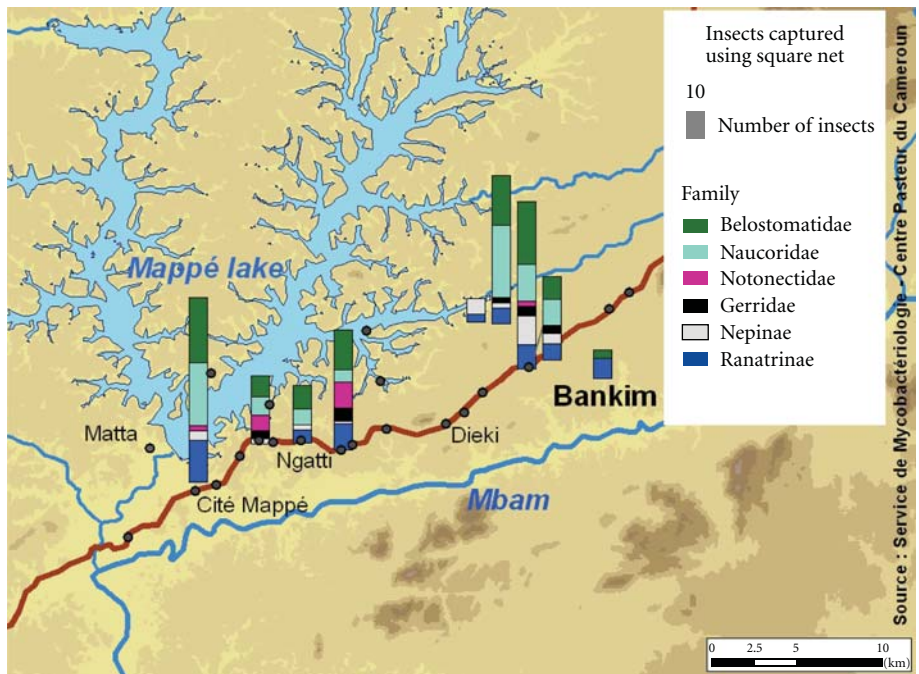 Insects captured
using square net
10
Number of insects
Family
Belostomatidae
Naucoridae
Notonectidae
Gerridae
Nepinae
Ranatrinae
Mappé lake
Matta
Ngatti
Cité Mappé
Dieki
Bankim
Mbam
Source : Service de Mycobactériologie - Centre Pasteur du Cameroun
0 2.5 5 10
(km)